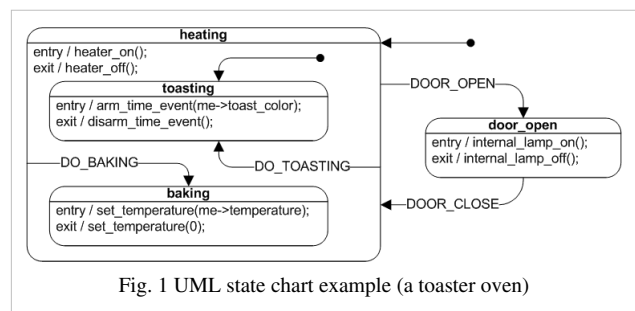 heating
entry / heater_on();
exit / heater_off();
toasting
entry / arm_time_event(me->toast_color);
exit / disarm_time_event();
DO_BAKING
DO_TOASTING
baking
entry / set_temperature(me->temperature);
exit / set_temperature(0);
DOOR_OPEN
door_open
entry / internal_lamp_on();
exit / internal_lamp_off();
DOOR_CLOSE
Fig. 1 UML state chart example (a toaster oven)